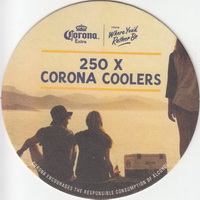 Corona
Extra
Where You'd
Rather Be
250 X
CORONA COOLERS
CORONA ENCOURAGES THE RESPONSIBLE CONSUMPTION OF ALCOHOL